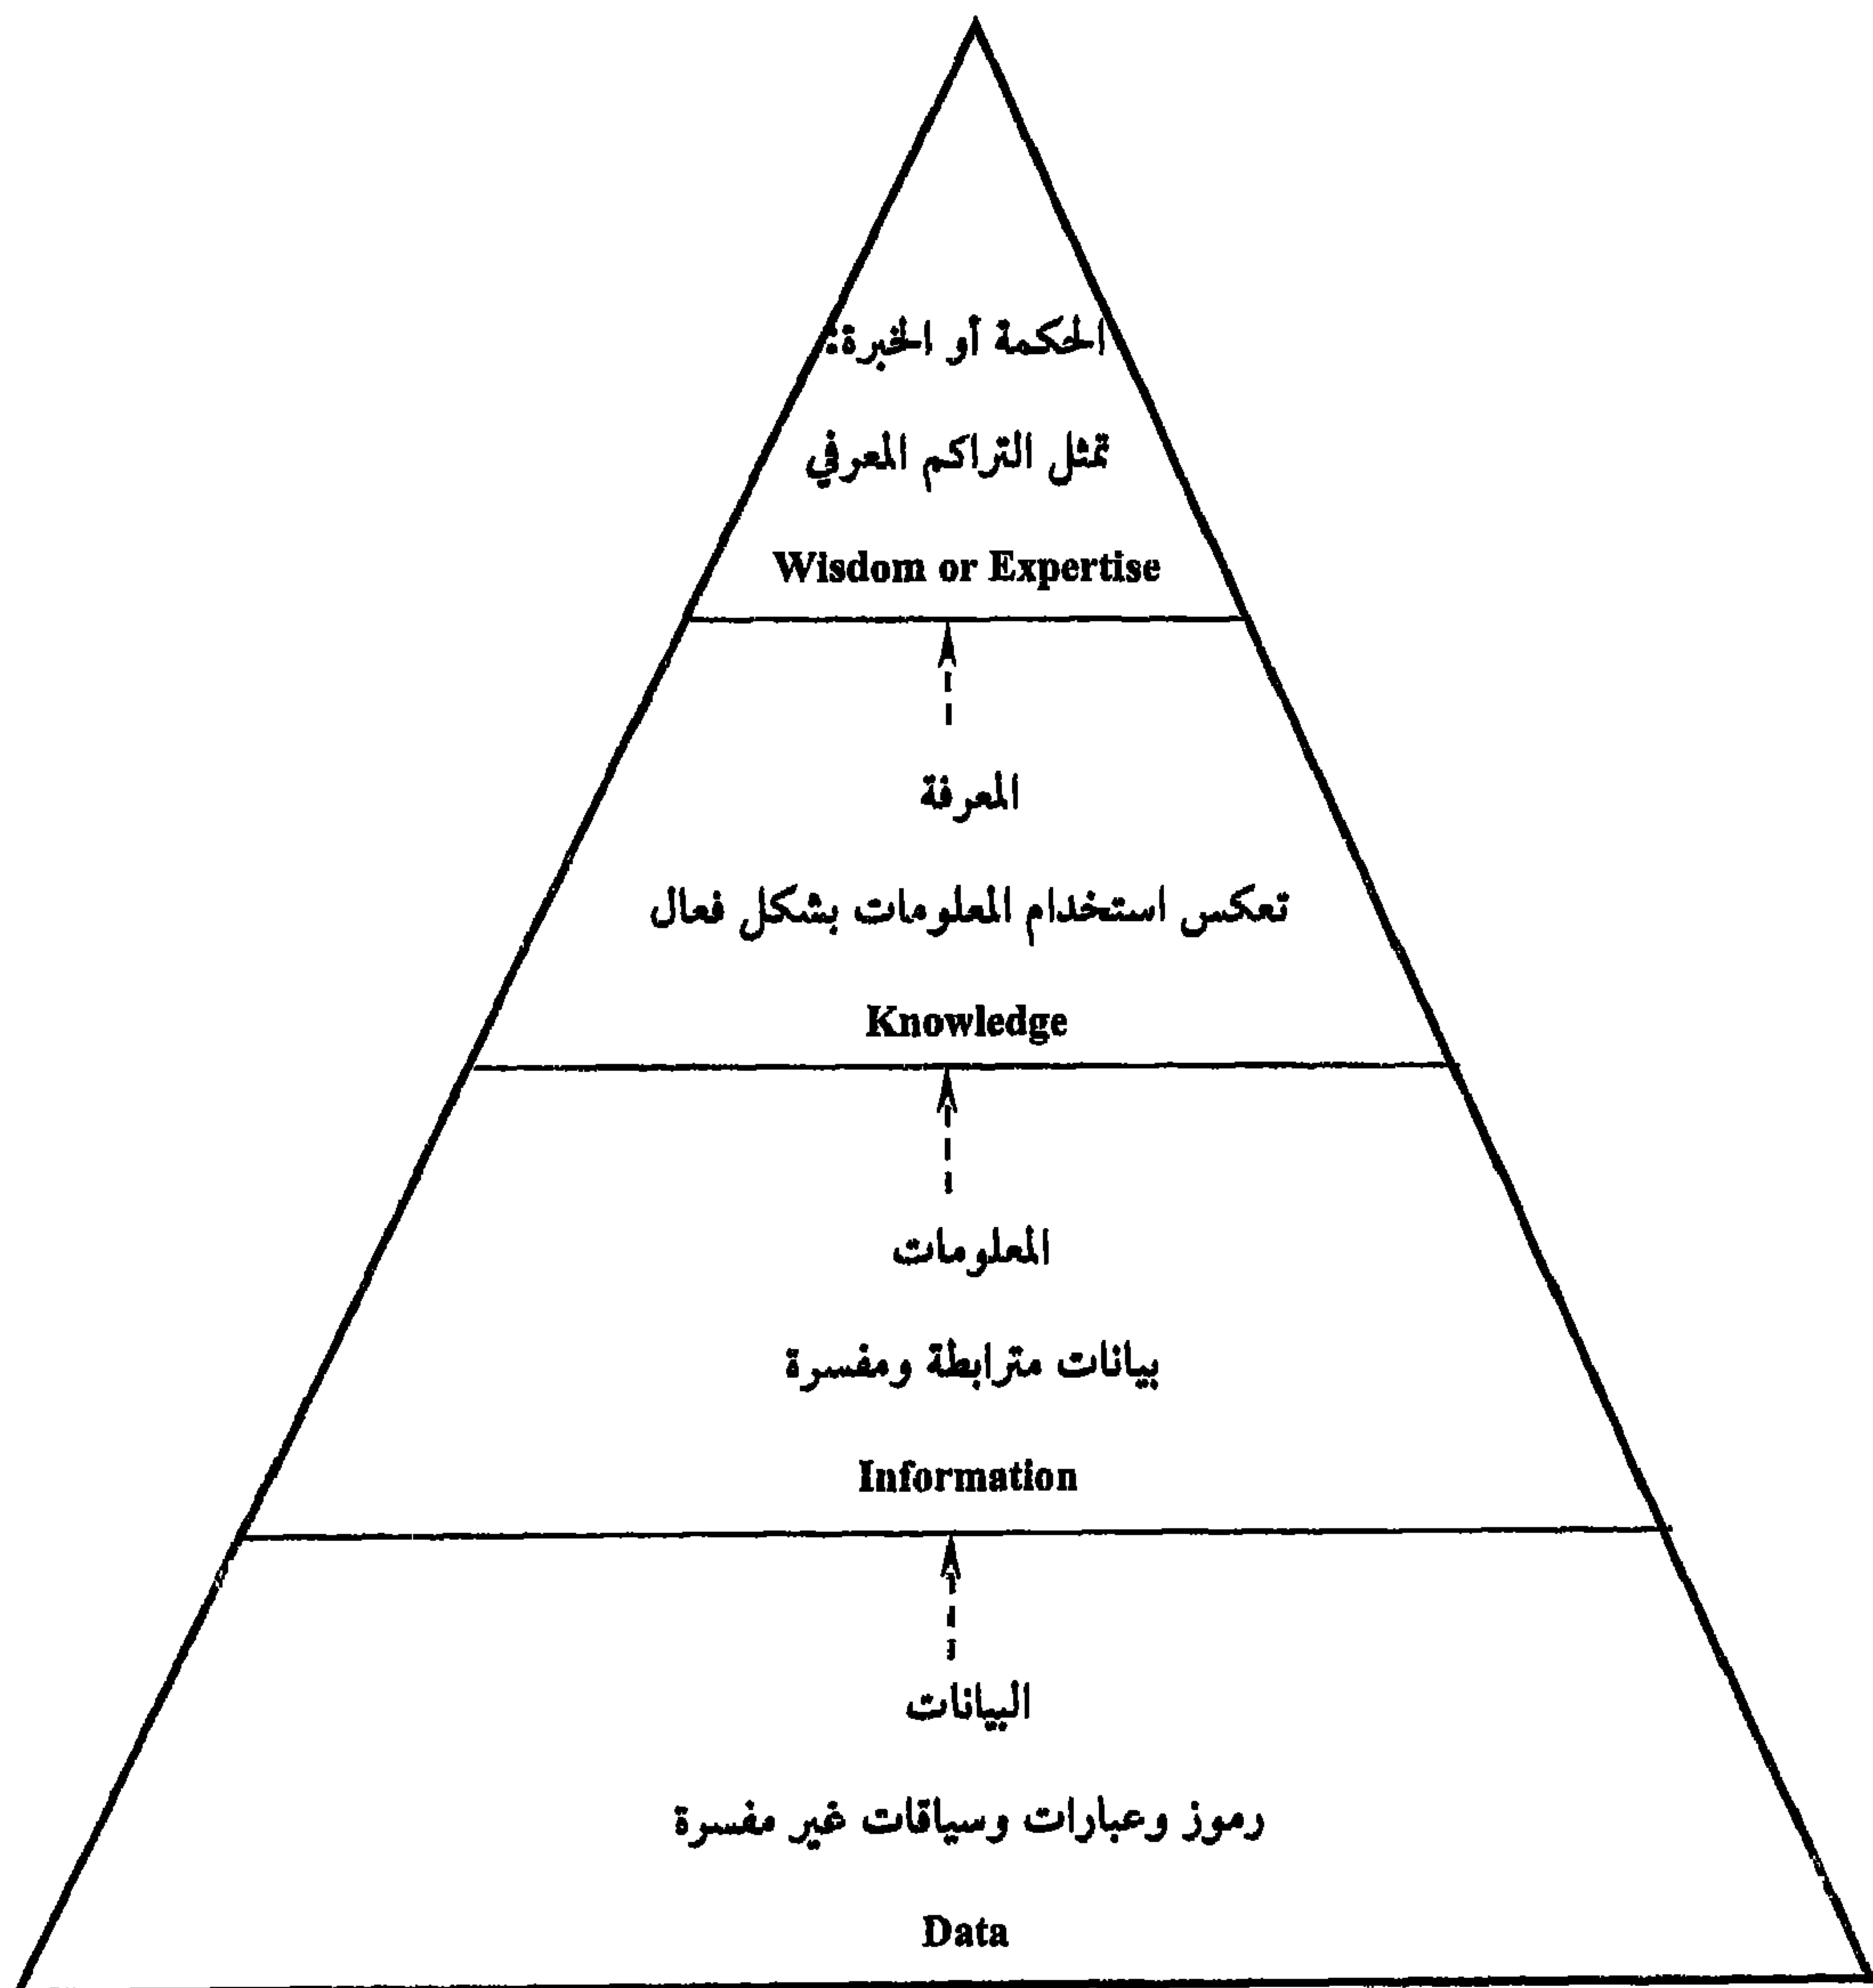 الحكمة أو الخبرة:
تمثل التراكم المعرفي
Wisdom or Expertise
المعرفة
تعكس استخدام المعلومات بشكل فعال
Knowledge
المعلومات
بيانات مترابطة ومفسرة
Information
البيانات
رموز وعبارات وسياقات غير مفسرة
Data